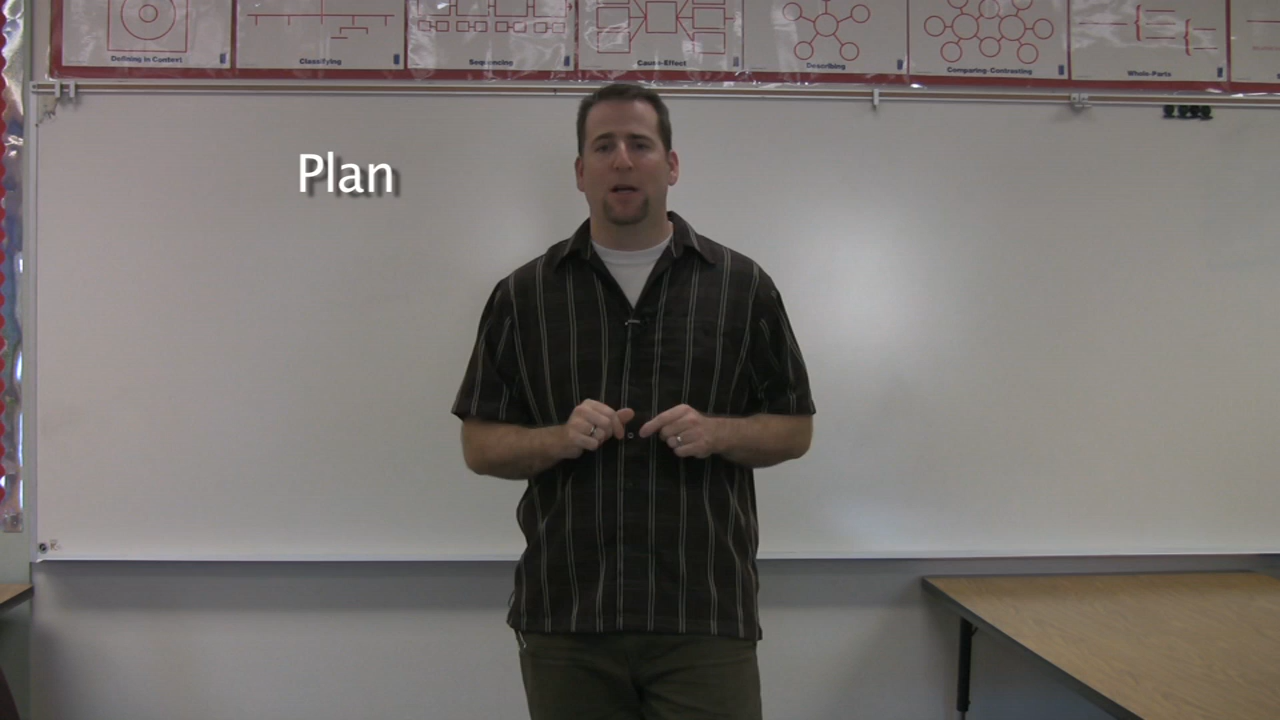 Defining in Context
Classifying
Sequencing
Cause-Effect
Describing
Comparing-Contrasting
Whole-Parts
Plan